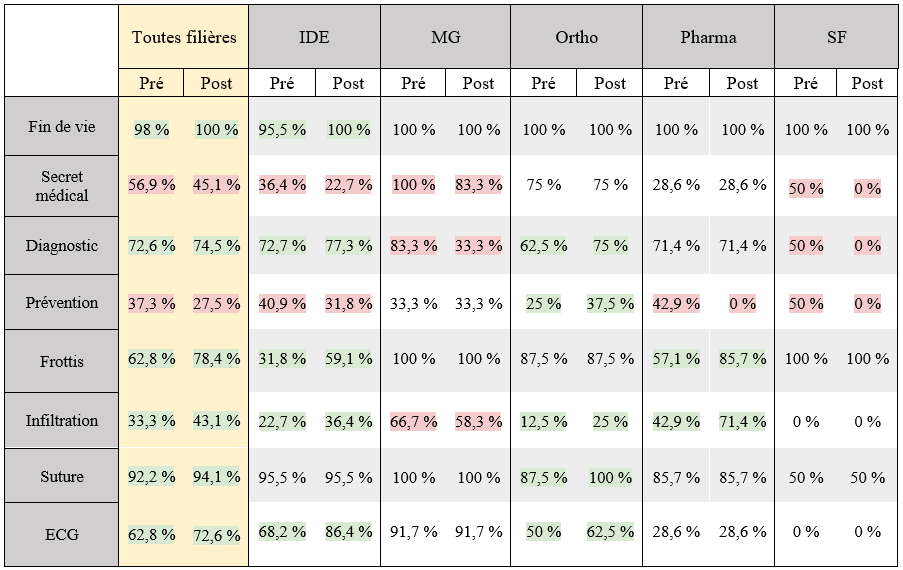 Toutes filières IDE MG Ortho Pharma SF
Pré Post Pré Post Pré Post Pré Post Pré Post Pré Post
Fin de vie 98 % 100 % 95,5 % 100 % 100 % 100 % 100 % 100 % 100 % 100 % 100 % 100 %
Secret
médical 56,9 % 45,1 % 36,4 % 22,7 % 100 % 83,3 % 75 % 75 % 28,6 % 28,6 % 50 % 0 %
Diagnostic 72,6 % 74,5 % 72,7 % 77,3 % 83,3 % 33,3 % 62,5 % 75 % 71,4 % 71,4 % 50 % 0 %
Prévention 37,3 % 27,5 % 40,9 % 31,8 % 33,3 % 33,3 % 25 % 37,5 % 42,9 % 0 % 50 % 0 %
Frottis 62,8 % 78,4 % 31,8 % 59,1 % 100 % 100 % 87,5 % 87,5 % 57,1 % 85,7 % 100 % 100 %
Infiltration 33,3 % 43,1 % 22,7 % 36,4 % 66,7 % 58,3 % 12,5 % 25 % 42,9 % 71,4 % 0 % 0 %
Suture 92,2 % 94,1 % 95,5 % 95,5 % 100 % 100 % 87,5 % 100 % 85,7 % 85,7 % 50 % 50 %
ECG 62,8 % 72,6 % 68,2 % 86,4 % 91,7 % 91,7 % 50 % 62,5 % 28,6 % 28,6 % 0 % 0 %